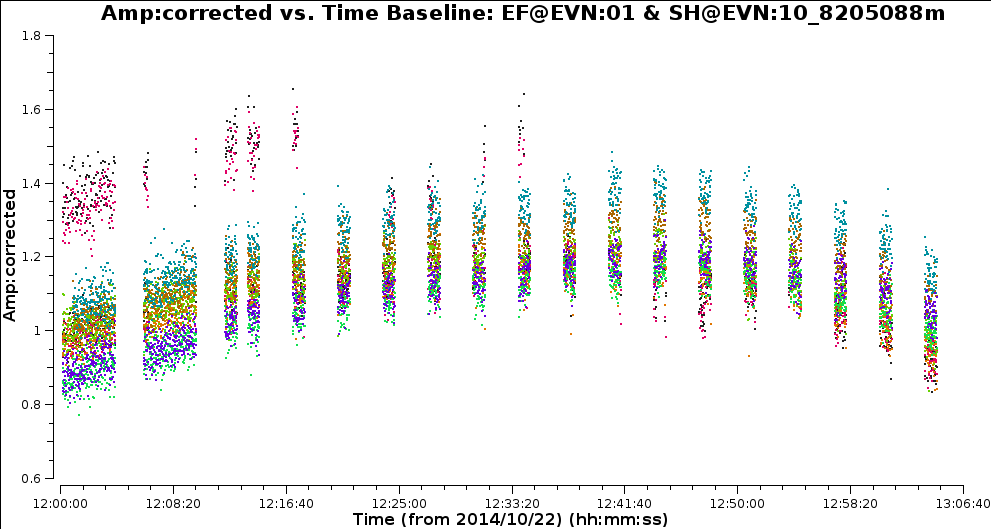 Amp:corrected vs. Time Baseline: EF@EVN:01 & SH@EVN:10_8205088m
Amp:corrected
1.8
1.6
1.4
1.2
1
0.8
0.6
12:00:00 12:08:20 12:16:40 12:25:00 12:33:20 12:41:40 12:50:00 12:58:20 13:06:40
Time (from 2014/10/22) (hh:mm:ss)